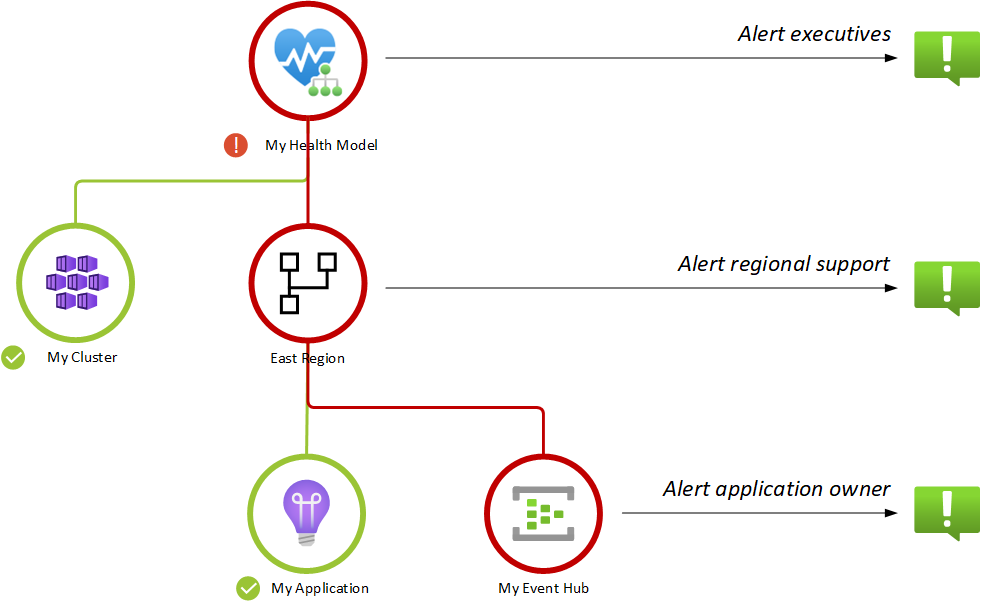 Alert executives
My Health Model
Alert regional support
My Cluster
East Region
Alert application owner
My Application
My Event Hub